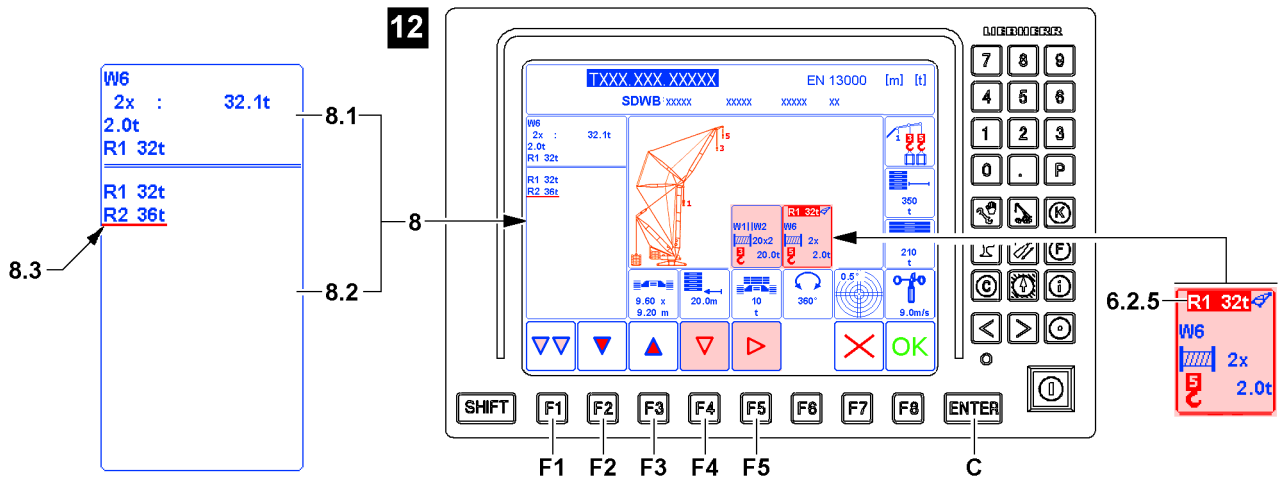 12
W6
2x : 32.1t
2.0t
R1 32t
R1 32t
R2 36t
8.1
8
8.2
8.3
LIEBHERR
TXXX XXX XXXXX
EN 13000 [m] [t]
SDWB xxxxx xxxxx xxxxx xx
W6
2x : 32.1t
2.0t
R1 32t
R1 32t
R2 36t
5
3
1
1
3 5
350
t
210
t
W1||W2
20x2
3
20.0t
R1 32t
W6
2x
5
2.0t
9.60 x
9.20 m
20.0m
10
t
360°
0.5°
9.0m/s
OK
7 8 9
4 5 6
1 2 3
0 . P
K
F
C i
SHIFT F1 F2 F3 F4 F5 F6 F7 F8 ENTER
F1 F2 F3 F4 F5 C
6.2.5
R1 32t
W6
2x
5
2.0t